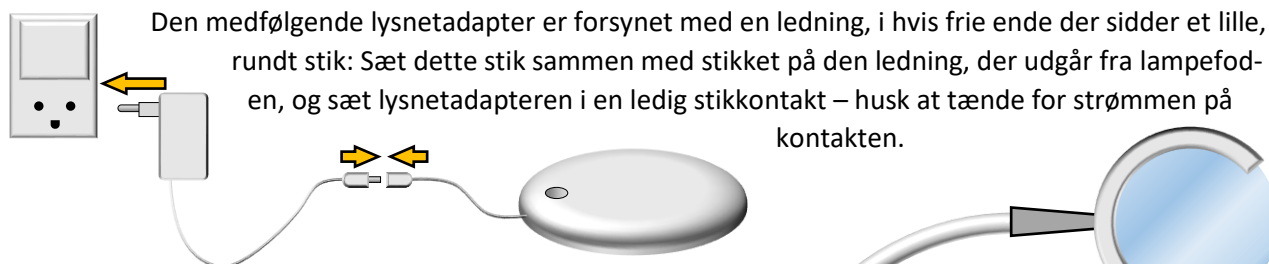 Den medfølgende lysnetadapter er forsynet med en ledning, i hvis frie ende der sidder et lille,
rundt stik: Sæt dette stik sammen med stikket på den ledning, der udgår fra lampefod-
en, og sæt lysnetadapteren i en ledig stikkontakt – husk at tænde for strømmen på
kontakten.